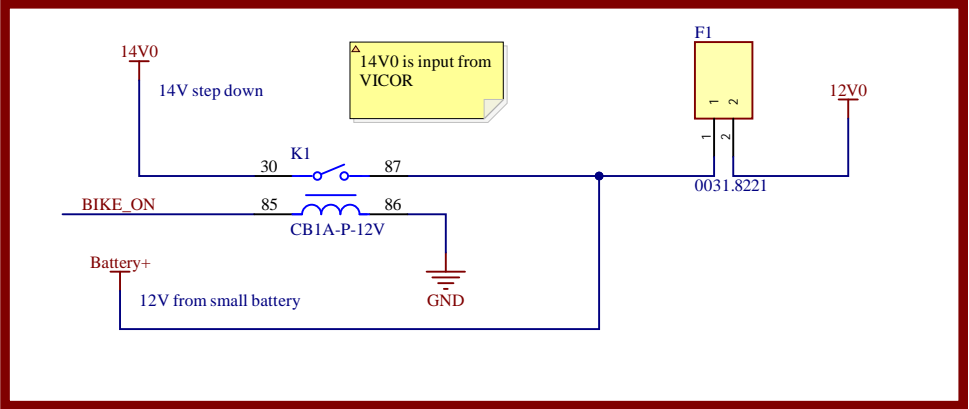 14V0
14V step down
14V0 is input from
VICOR
F1
1
2
12V0
1
2
0031.8221
K1
30
87
BIKE_ON
85
86
CB1A-P-12V
Battery+
12V from small battery
GND